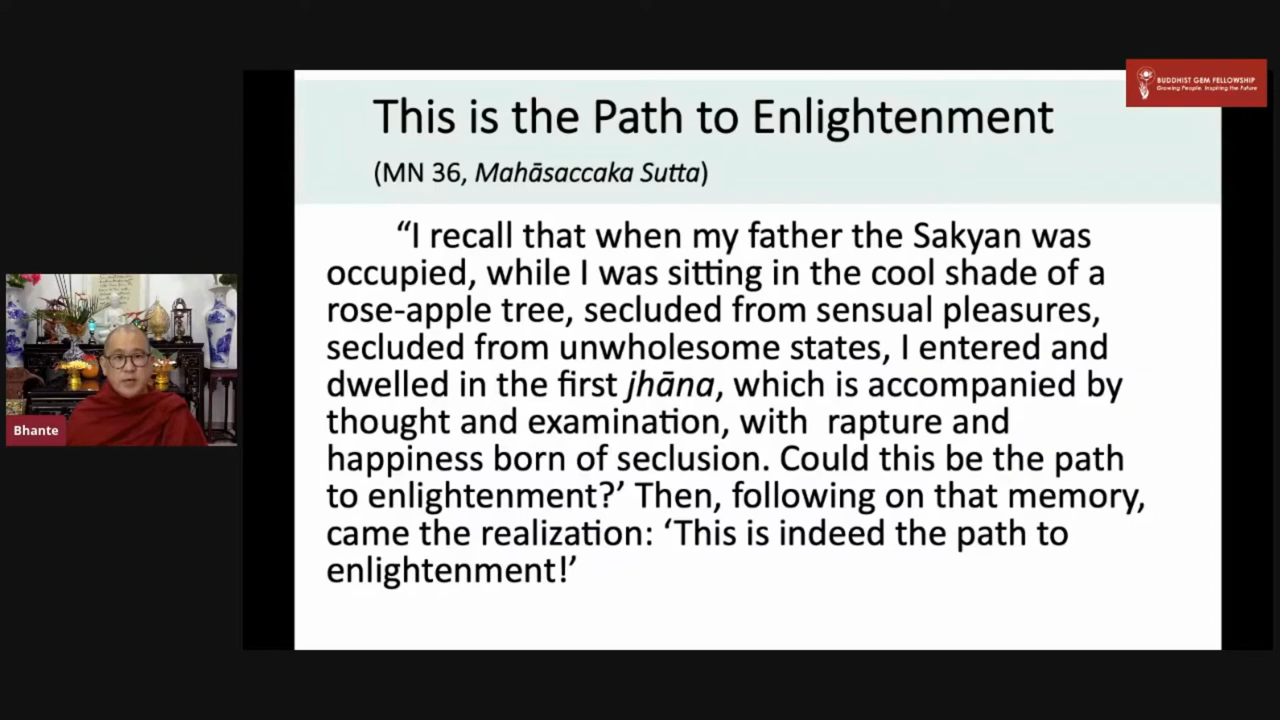 BUDDHIST GEM FELLOWSHIP
Growing People. Inspiring the Future
This is the Path to Enlightenment
(MN 36, Mahāsaccaka Sutta)
“I recall that when my father the Sakyan was
occupied, while I was sitting in the cool shade of a
rose-apple tree, secluded from sensual pleasures,
secluded from unwholesome states, I entered and
dwelled in the first jhāna, which is accompanied by
thought and examination, with rapture and
happiness born of seclusion. Could this be the path
to enlightenment?’ Then, following on that memory,
came the realization: ‘This is indeed the path to
enlightenment!’
Bhante